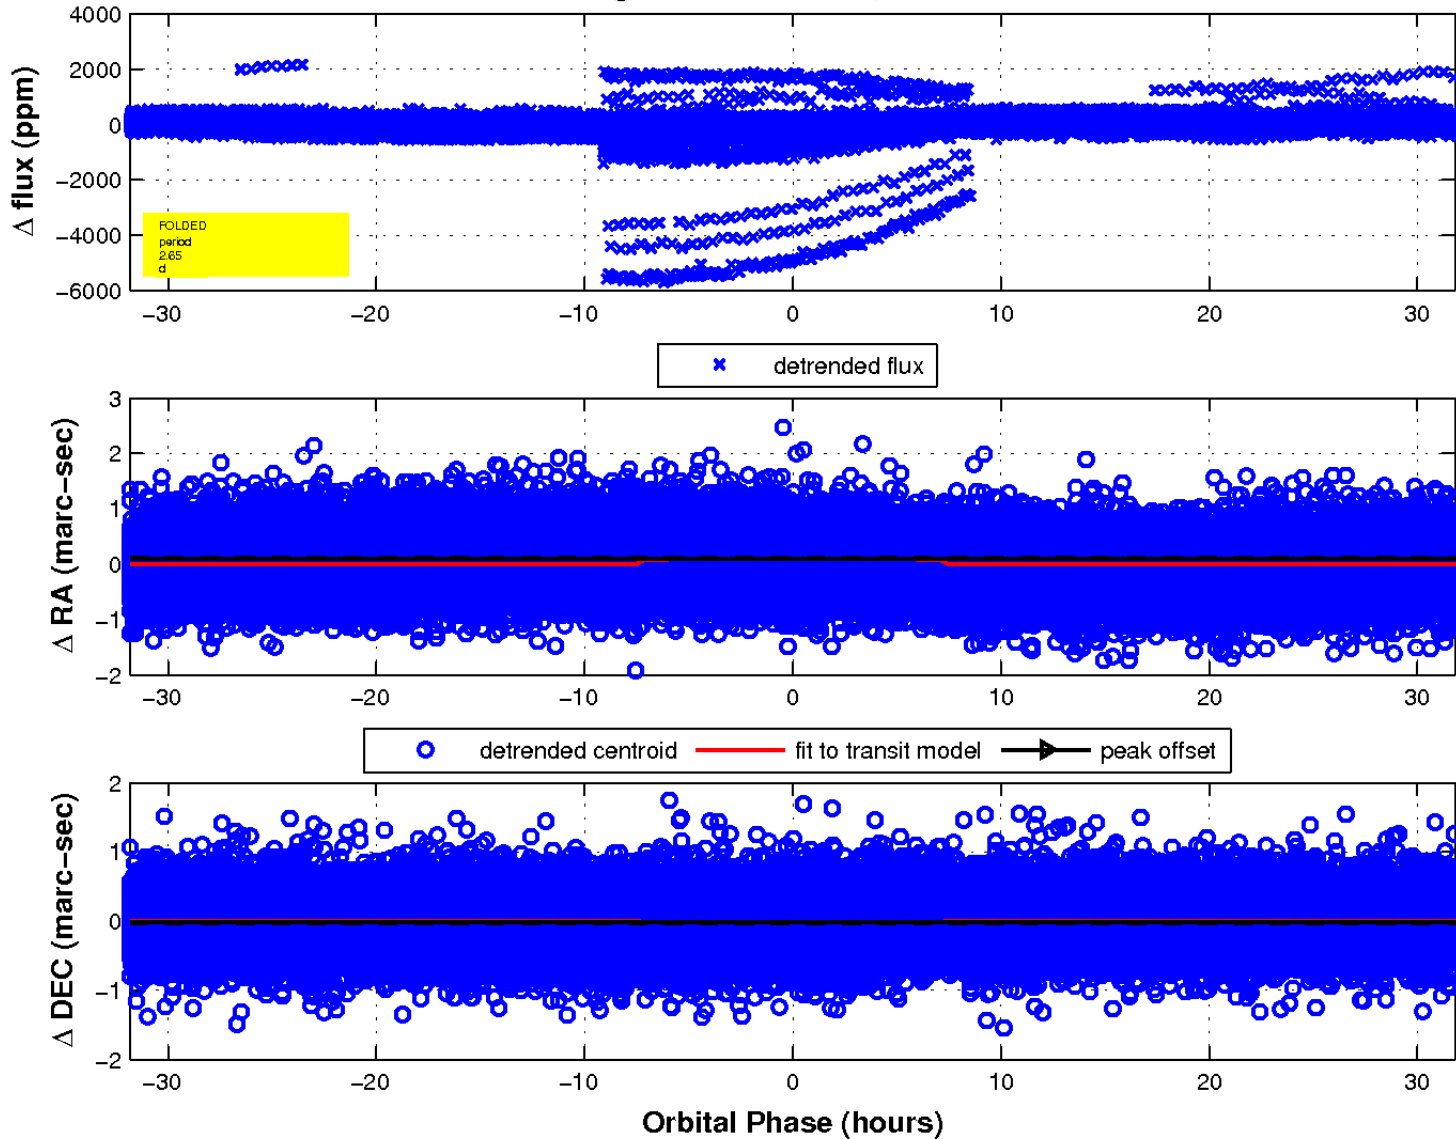 4000
2000
0
−2000
−4000
−6000
Δ flux (ppm)
FOLDED
period
2.65
d
−30 −20 −10 0 10 20 30
detrended flux
3
2
1
0
−1
−2
Δ RA (marc−sec)
−30 −20 −10 0 10 20 30
detrended centroid fit to transit model peak offset
2
1
0
−1
−2
Δ DEC (marc−sec)
−30 −20 −10 0 10 20 30
Orbital Phase (hours)